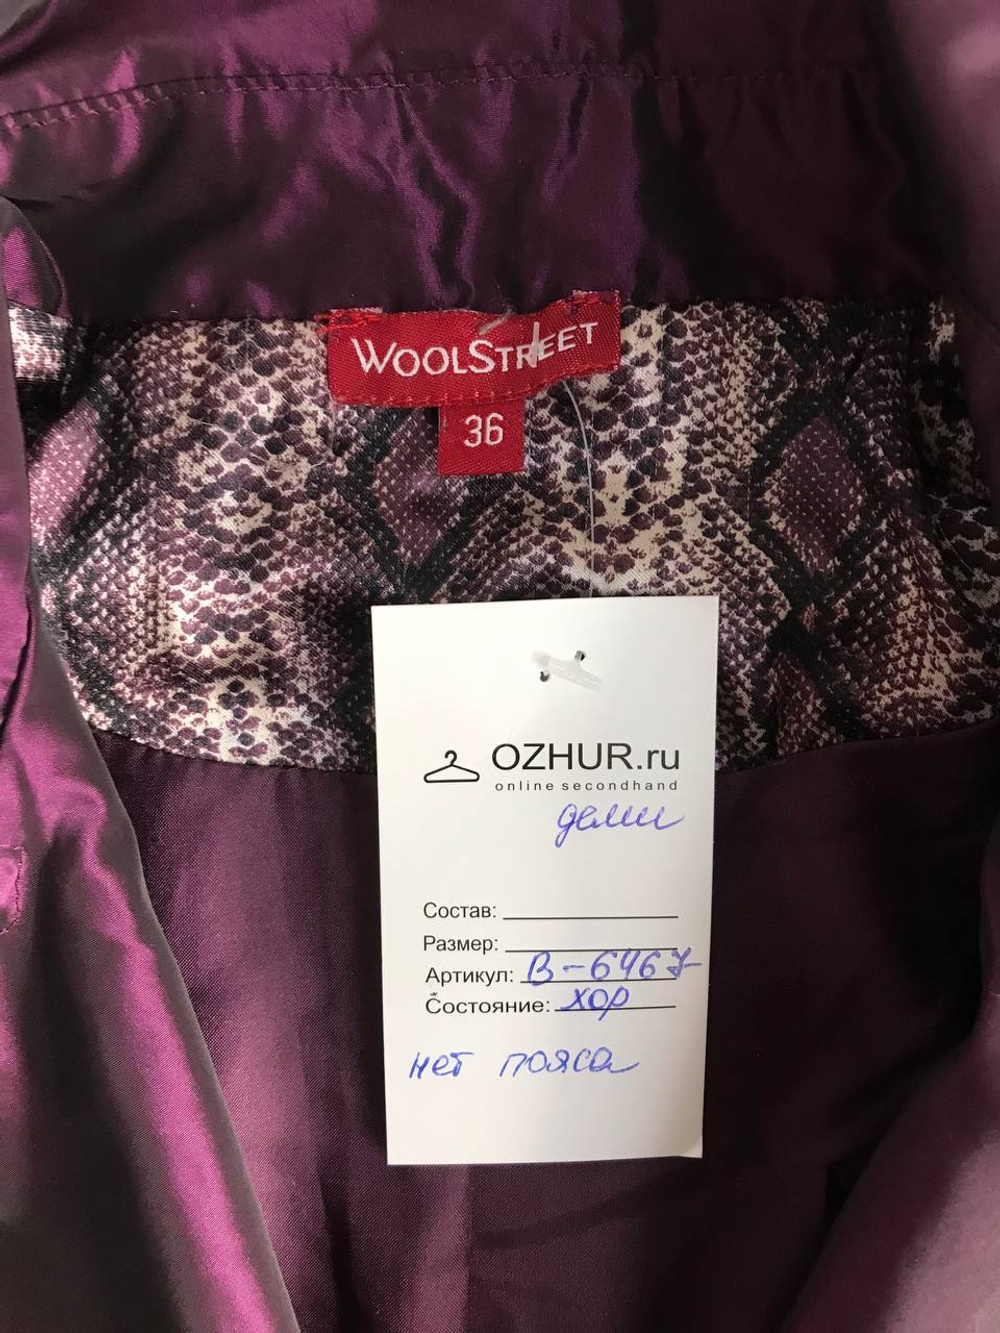 WOOLSTREET
36
OZHUR.ru
online secondhand
деми
Состав:
Размер:
Артикул: В-6467
Состояние: хор
нет пояса